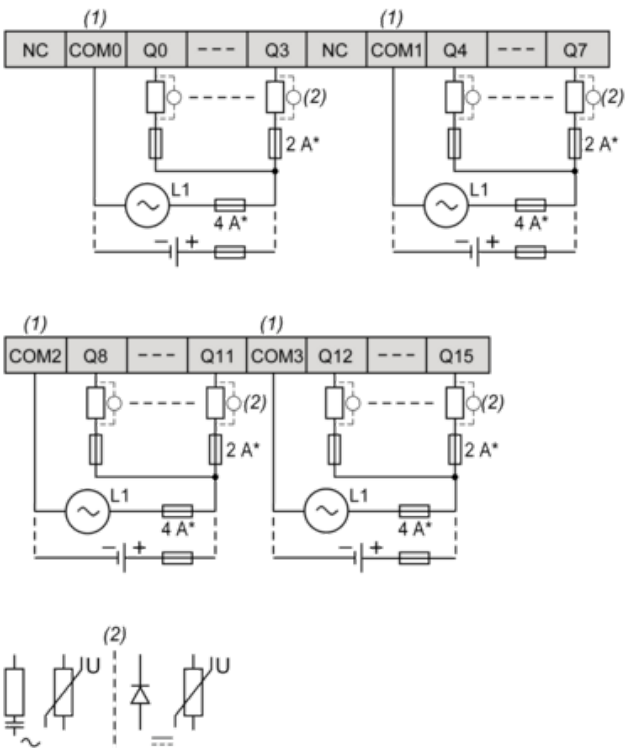 (1) (1)
NC COM0 Q0 --- Q3 NC COM1 Q4 --- Q7
(2) (2)
2 A* 2 A*
L1 L1
4 A* 4 A*
− + − +
(1) (1)
COM2 Q8 --- Q11 COM3 Q12 --- Q15
(2) (2)
2 A* 2 A*
L1 L1
4 A* 4 A*
− + − +
(2)
U U